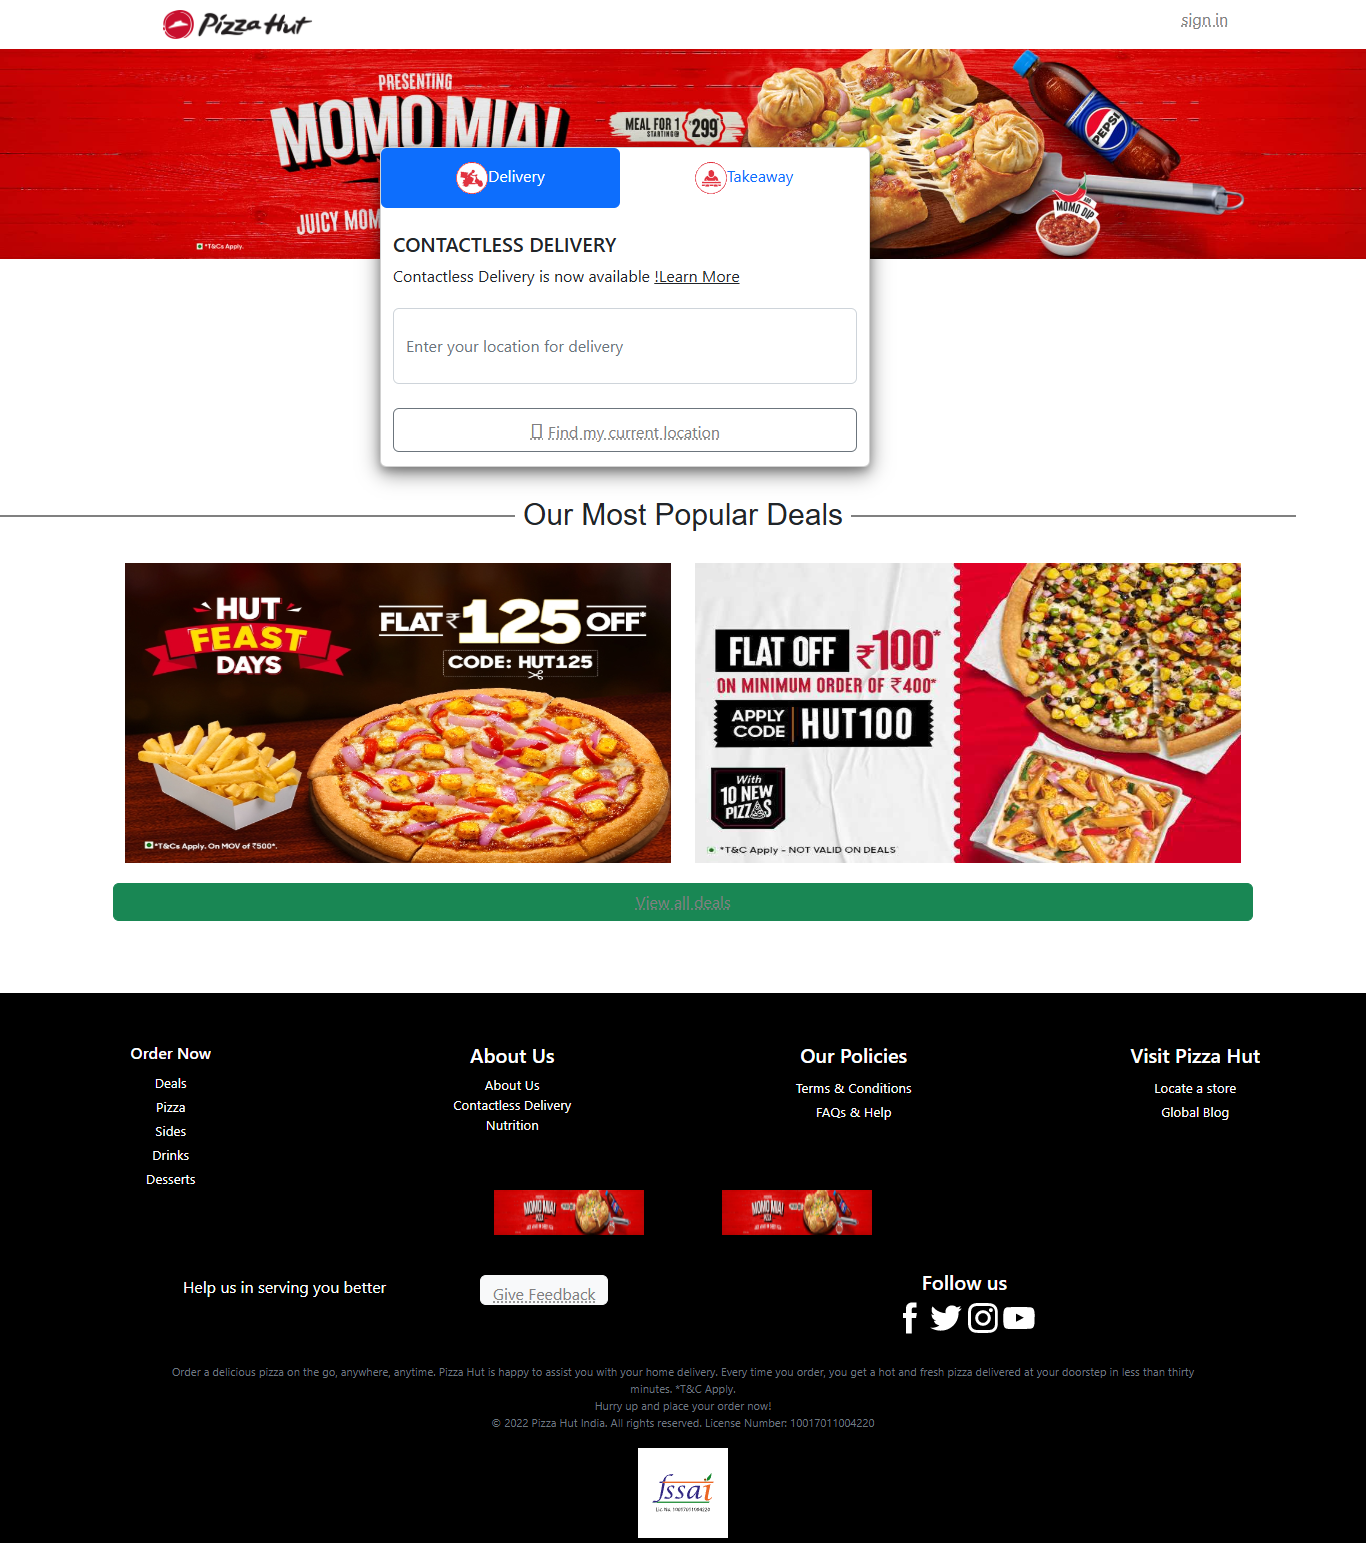 Pizza Hut
sign in
PRESENTING
MOMO MIA!
MEAL FOR 1
STARTING @
₹299*
PEPSI
JUICY MOM
MOMO DIP
*T&Cs Apply.
Delivery
Takeaway
CONTACTLESS DELIVERY
Contactless Delivery is now available !Learn More
Enter your location for delivery
Find my current location
Our Most Popular Deals
HUT
FEAST
DAYS
FLAT ₹125 OFF*
CODE: HUT125
*T&Cs Apply. On MOV of ₹500*.
FLAT OFF ₹100*
ON MINIMUM ORDER OF ₹400*
APPLY CODE HUT100
With
10 NEW
PIZZAS
*T&C Apply - NOT VALID ON DEALS
View all deals
Order Now
Deals
Pizza
Sides
Drinks
Desserts
About Us
About Us
Contactless Delivery
Nutrition
Our Policies
Terms & Conditions
FAQs & Help
Visit Pizza Hut
Locate a store
Global Blog
MOMO MIA!
MOMO MIA!
Help us in serving you better
Give Feedback
Follow us
Order a delicious pizza on the go, anywhere, anytime. Pizza Hut is happy to assist you with your home delivery. Every time you order, you get a hot and fresh pizza delivered at your doorstep in less than thirty
minutes. *T&C Apply.
Hurry up and place your order now!
© 2022 Pizza Hut India. All rights reserved. License Number: 10017011004220
fssai
Lic. No. 10017011004220